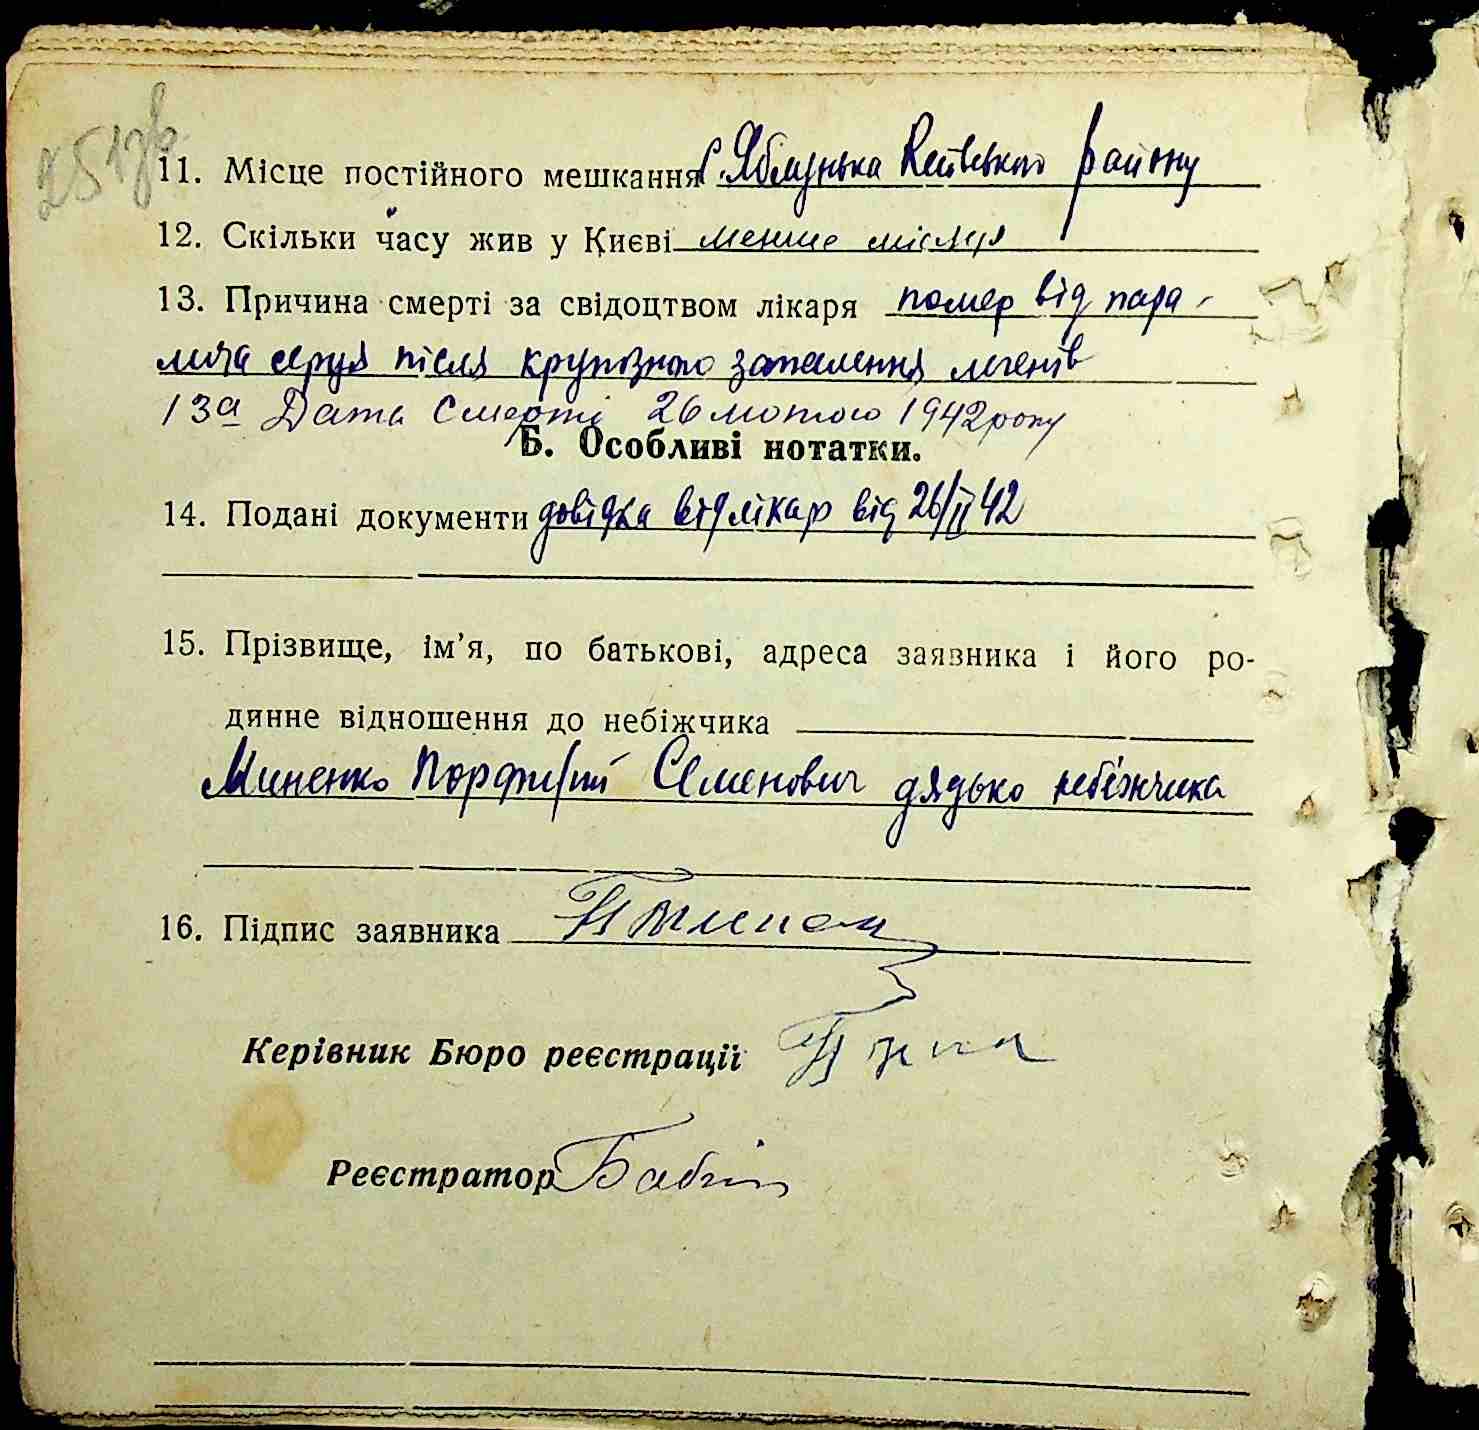 11. Місце постійного мешкання с. Яблунька Київського району
12. Скільки часу жив у Києві менше місяця
13. Причина смерті за свідоцтвом лікаря помер від пара-
лича серця після крупозного запалення легенів
13а Дата смерті 26 лютого 1942 року
Б. Особливі нотатки.
14. Подані документи довідка від лікар від 26/II 42
15. Прізвище, ім'я, по батькові, адреса заявника і його ро-
динне відношення до небіжчика
Миненко Порфирій Семенович дядько небіжчика
16. Підпис заявника
Керівник Бюро реєстрації
Реєстратор